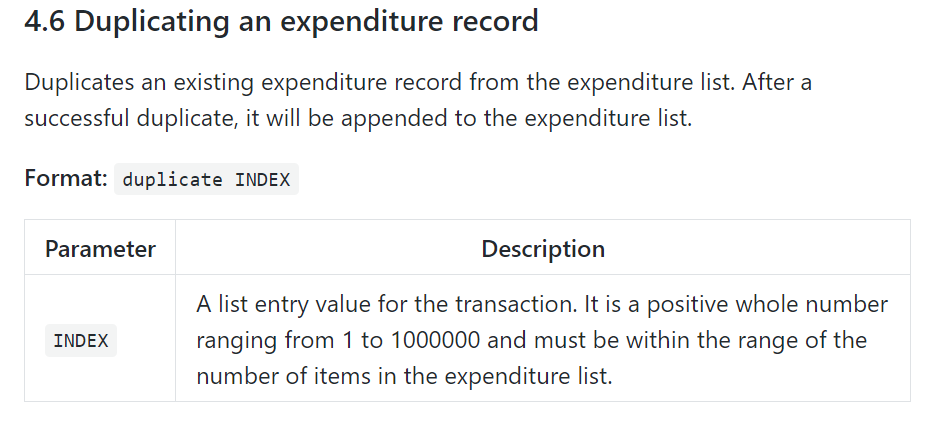 4.6 Duplicating an expenditure record
Duplicates an existing expenditure record from the expenditure list. After a
successful duplicate, it will be appended to the expenditure list.
Format: duplicate INDEX
Parameter Description
A list entry value for the transaction. It is a positive whole number
INDEX ranging from 1 to 1000000 and must be within the range of the
number of items in the expenditure list.